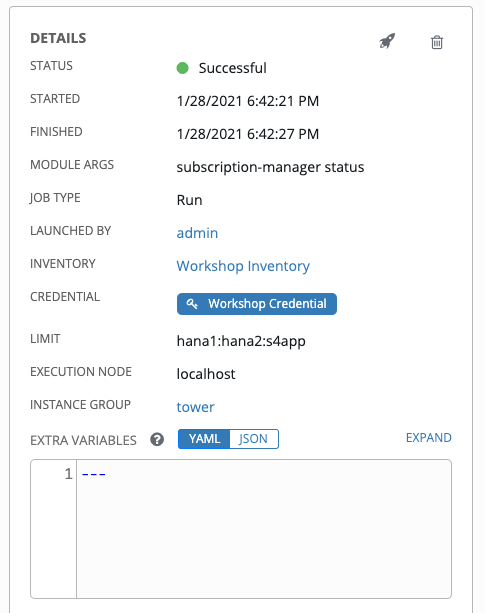 DETAILS
STATUS Successful
STARTED 1/28/2021 6:42:21 PM
FINISHED 1/28/2021 6:42:27 PM
MODULE ARGS subscription-manager status
JOB TYPE Run
LAUNCHED BY admin
INVENTORY Workshop Inventory
CREDENTIAL Workshop Credential
LIMIT hana1:hana2:s4app
EXECUTION NODE localhost
INSTANCE GROUP tower
EXTRA VARIABLES ? YAML JSON EXPAND
1 ---